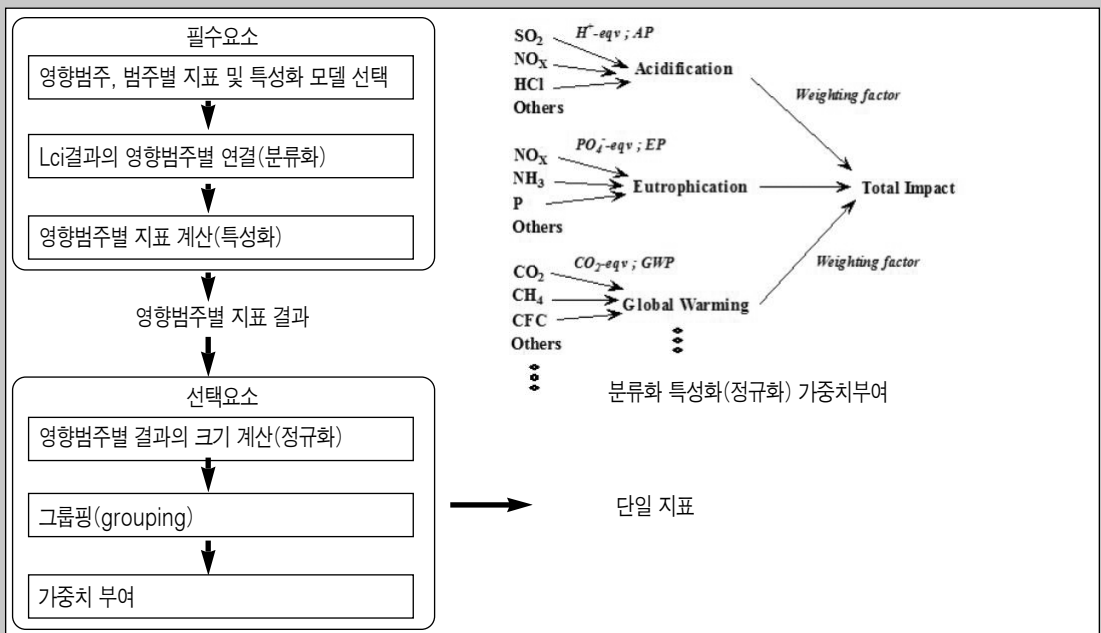 필수요소
영향범주, 범주별 지표 및 특성화 모델 선택
Lci결과의 영향범주별 연결(분류화)
영향범주별 지표 계산(특성화)
영향범주별 지표 결과
선택요소
영향범주별 결과의 크기 계산(정규화)
그룹핑(grouping)
가중치 부여
SO₂
NOX
HCl
Others
H⁺-eqv ; AP
Acidification
Weighting factor
NOX
NH₃
P
Others
PO₄⁻-eqv ; EP
Eutrophication
Total Impact
CO₂
CH₄
CFC
Others
CO₂-eqv ; GWP
Global Warming
Weighting factor
분류화 특성화(정규화) 가중치부여
단일 지표